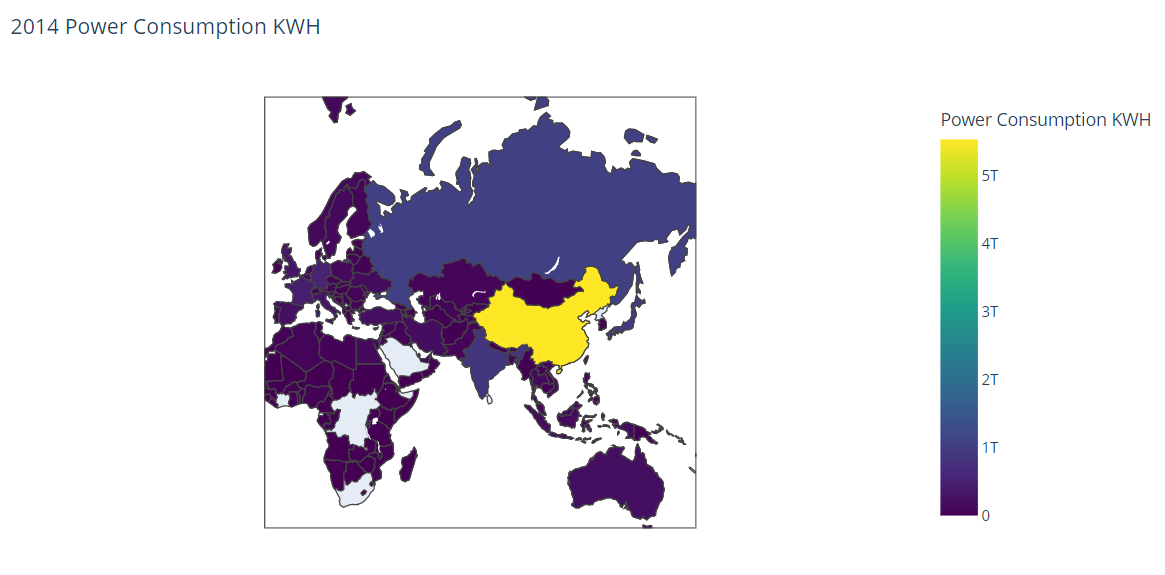 2014 Power Consumption KWH
Power Consumption KWH
5T
4T
3T
2T
1T
0